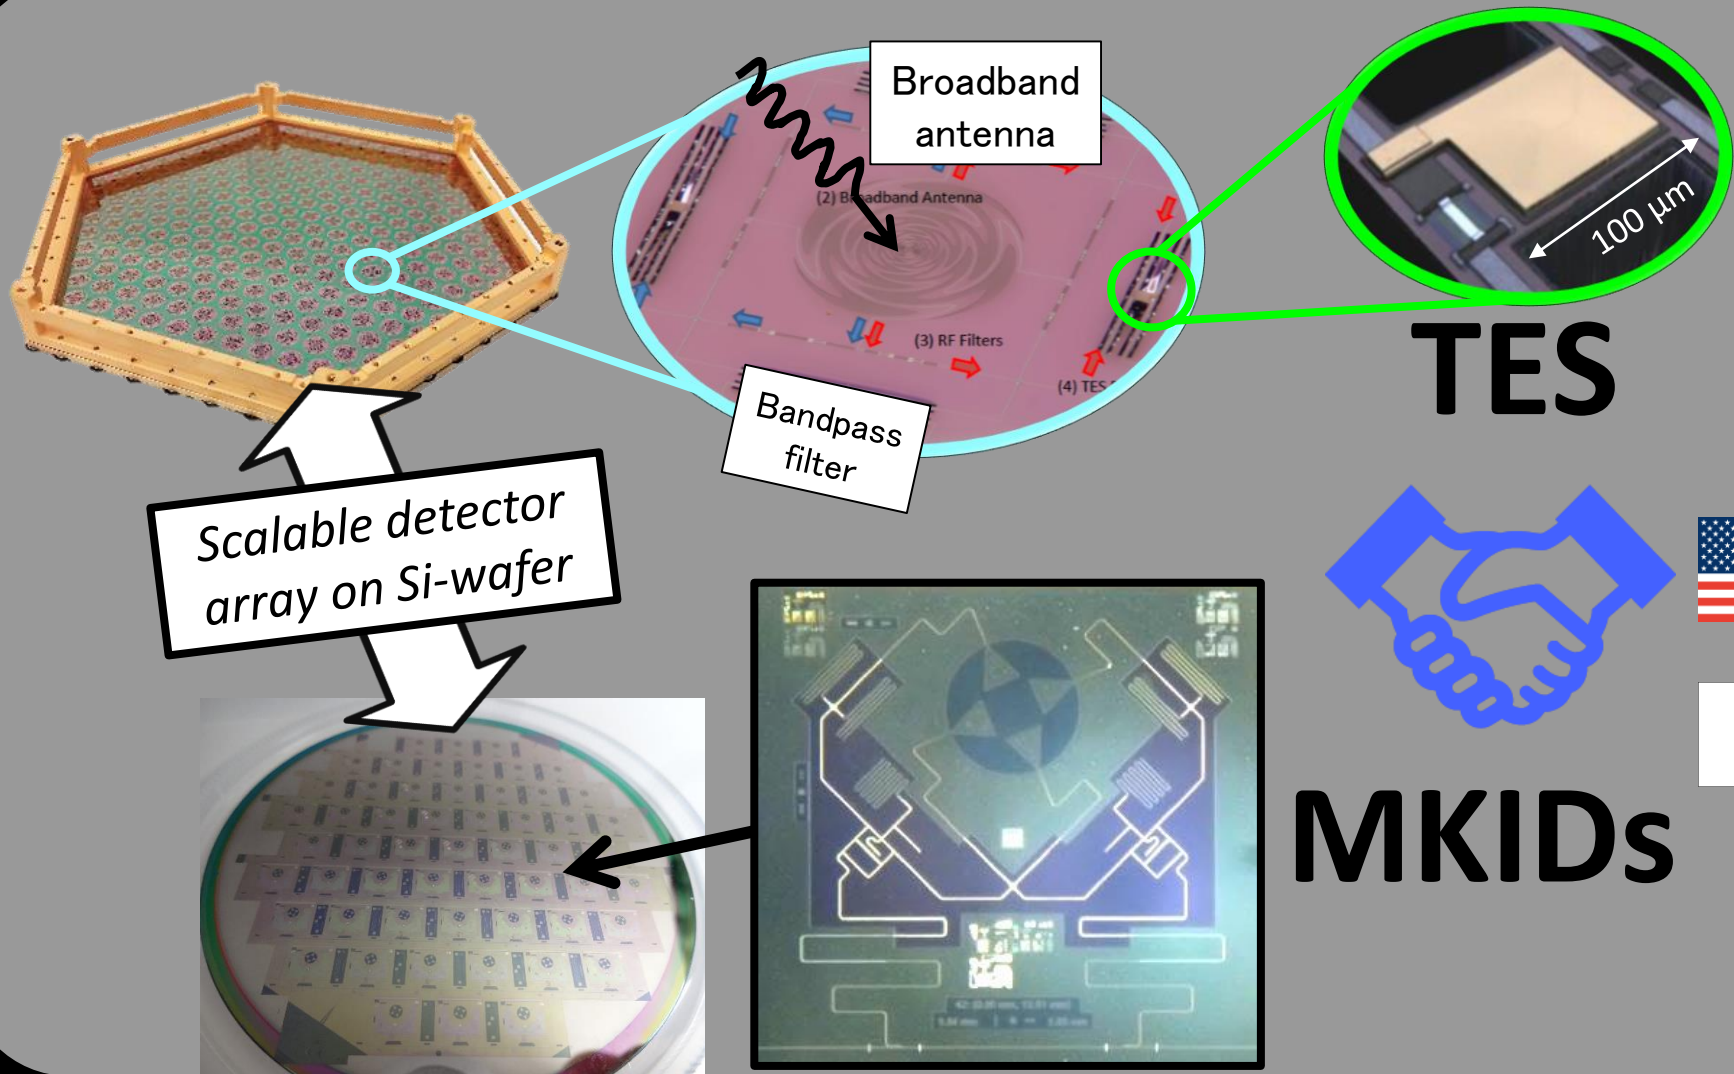 Broadband
antenna
(2) Broadband Antenna
(3) RF Filters
(4) TES
Bandpass
filter
100 μm
TES
Scalable detector
array on Si-wafer
MKIDs